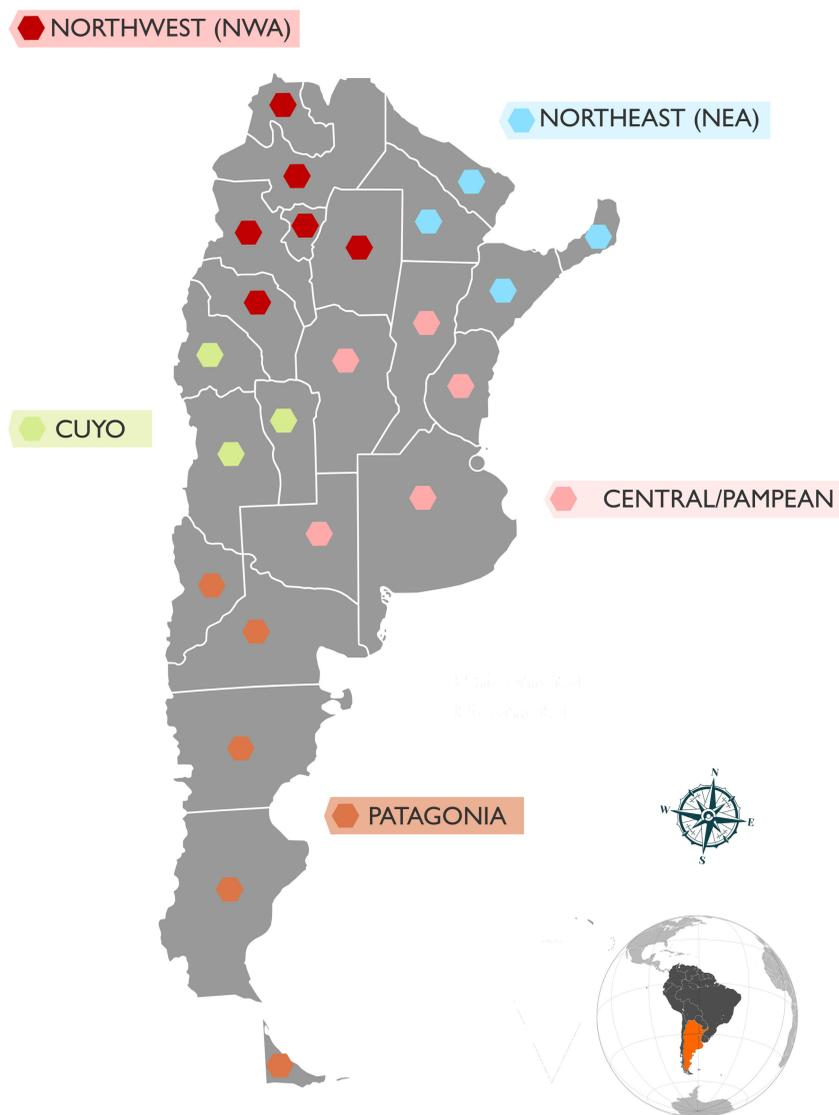 NORTHWEST (NWA)
NORTHEAST (NEA)
CUYO
CENTRAL/PAMPEAN
PATAGONIA
N
W
E
S